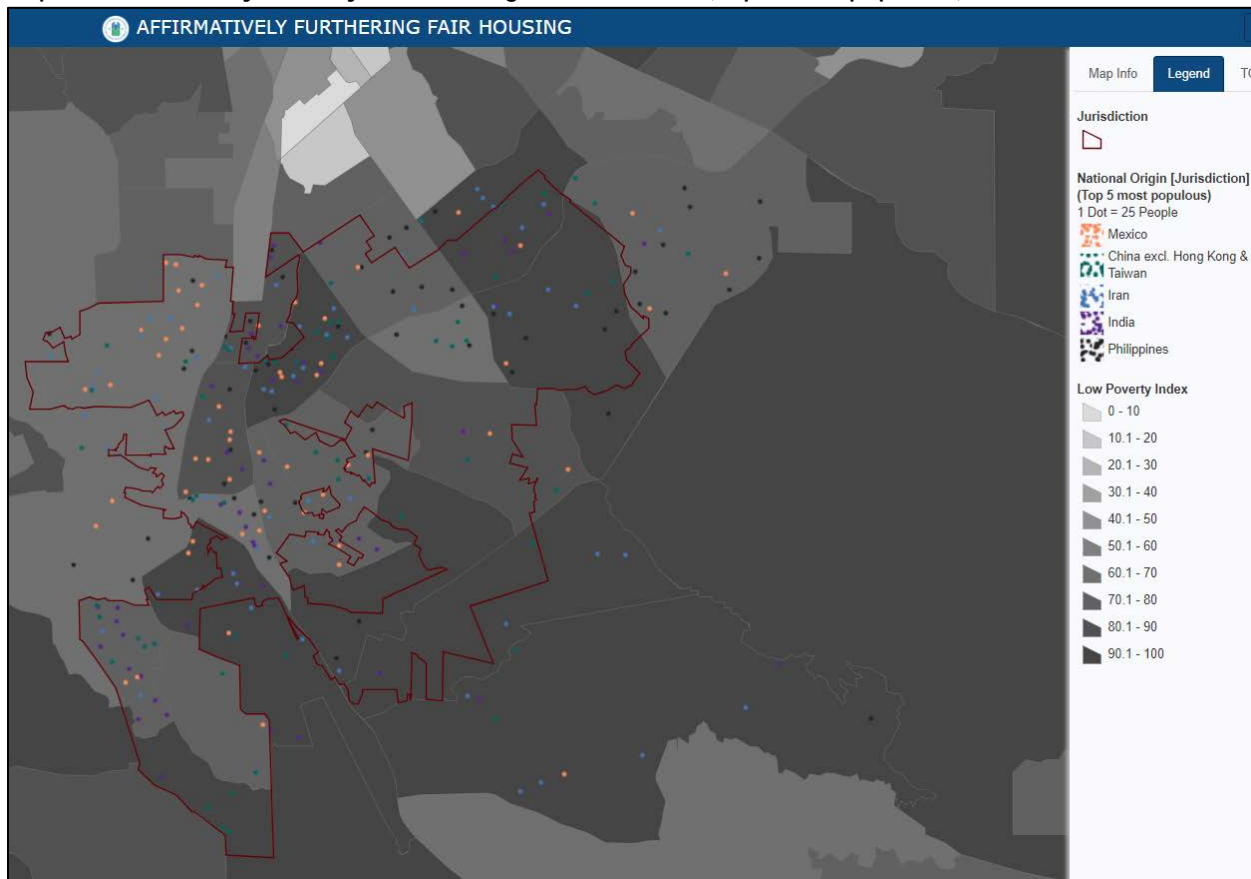 AFFIRMATIVELY FURTHERING FAIR HOUSING
Map Info
Legend
Jurisdiction
National Origin [Jurisdiction]
(Top 5 most populous)
1 Dot = 25 People
Mexico
China excl. Hong Kong &
Taiwan
Iran
India
Philippines
Low Poverty Index
0 - 10
10.1 - 20
20.1 - 30
30.1 - 40
40.1 - 50
50.1 - 60
60.1 - 70
70.1 - 80
80.1 - 90
90.1 - 100